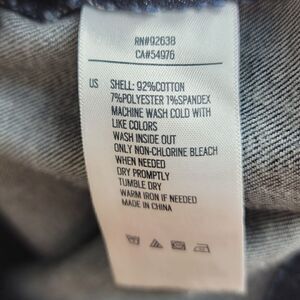 RN#92638
CA#54976
US SHELL: 92%COTTON
7%POLYESTER 1%SPANDEX
MACHINE WASH COLD WITH
LIKE COLORS
WASH INSIDE OUT
ONLY NON-CHLORINE BLEACH
WHEN NEEDED
DRY PROMPTLY
TUMBLE DRY
WARM IRON IF NEEDED
MADE IN CHINA